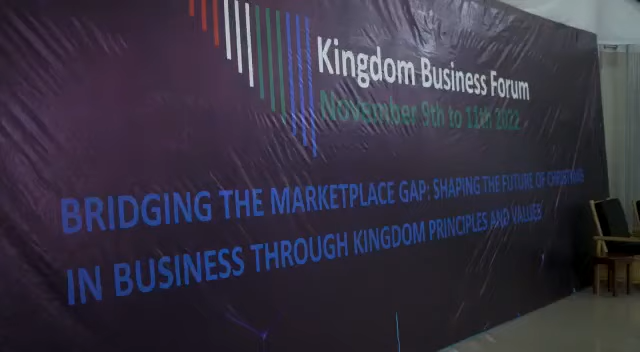 Kingdom Business Forum
November 9th to 11th 2022
BRIDGING THE MARKETPLACE GAP: SHAPING THE FUTURE OF CHRISTIANS
IN BUSINESS THROUGH KINGDOM PRINCIPLES AND VALUES